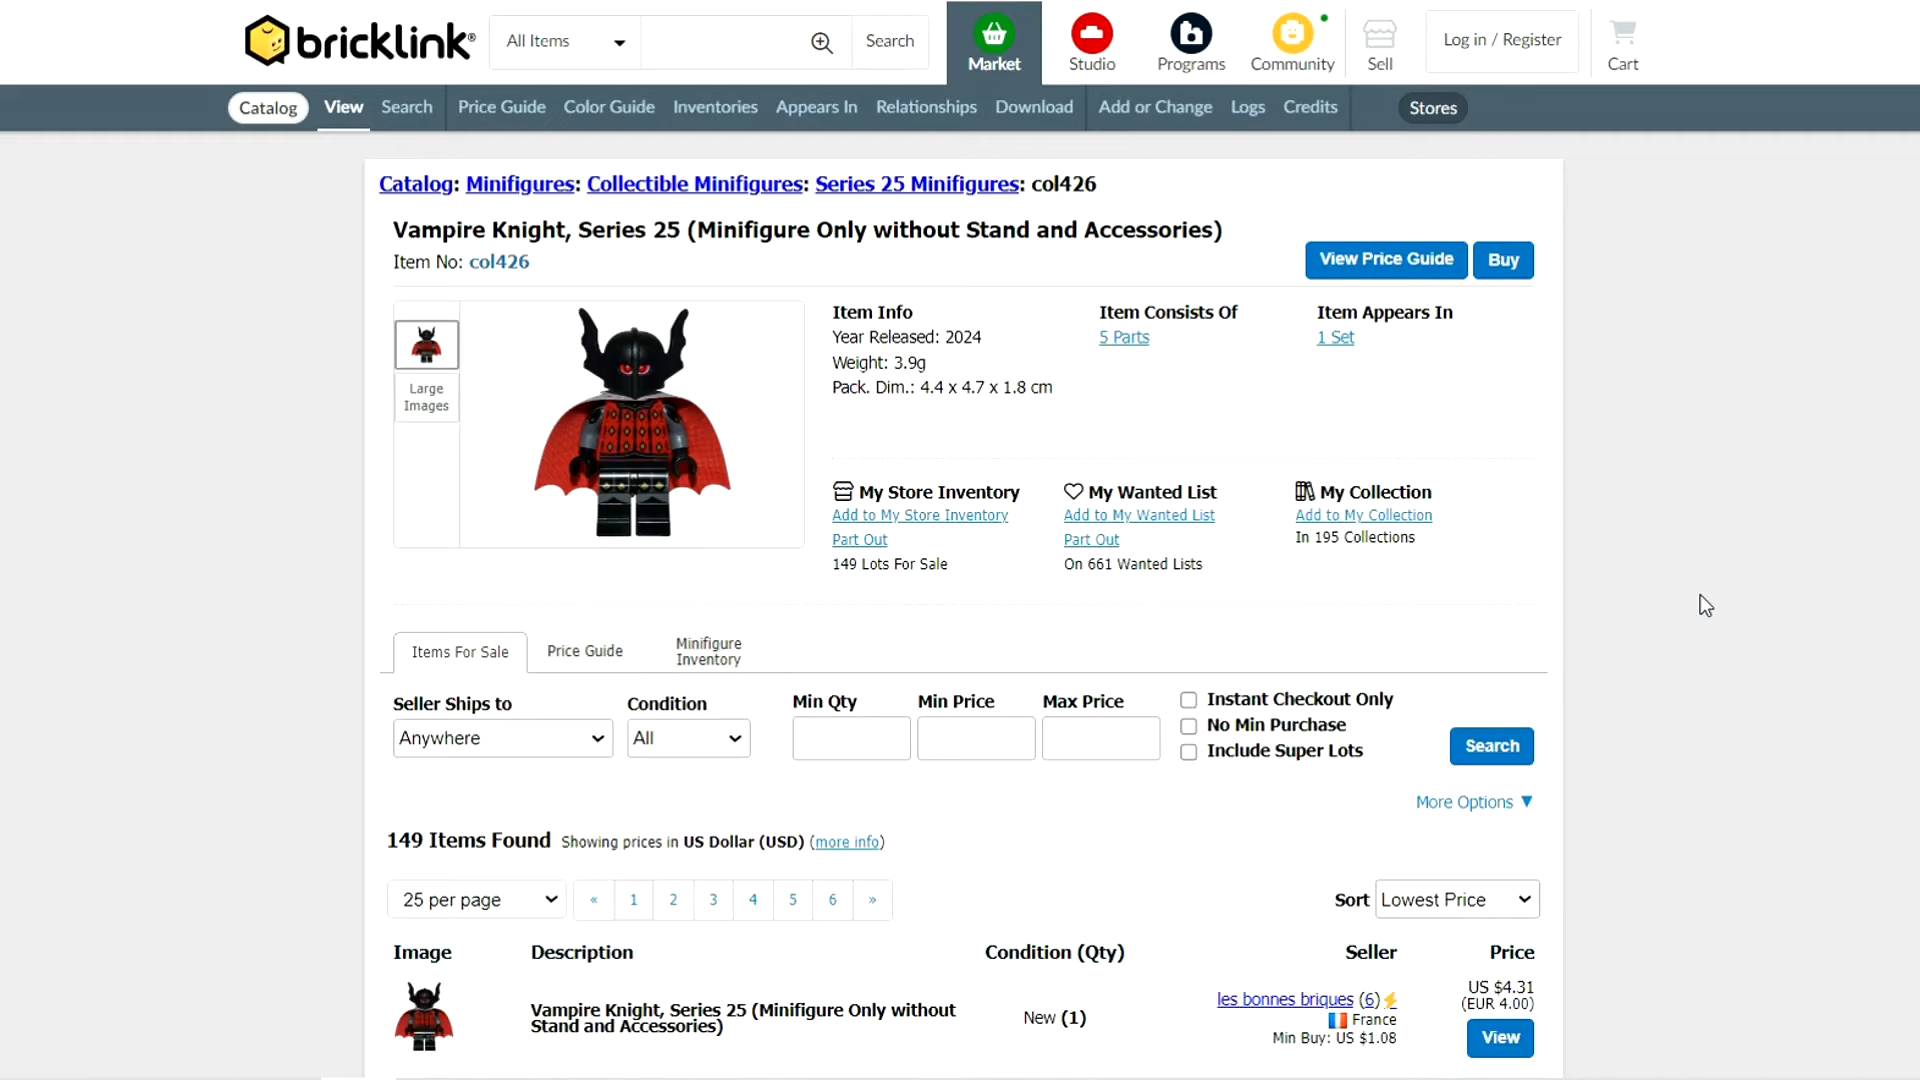 bricklink®
All Items
Search
Market
Studio
Programs
Community
Sell
Log in / Register
Cart
Catalog
View
Search
Price Guide
Color Guide
Inventories
Appears In
Relationships
Download
Add or Change
Logs
Credits
Stores
Catalog: Minifigures: Collectible Minifigures: Series 25 Minifigures: col426
Vampire Knight, Series 25 (Minifigure Only without Stand and Accessories)
Item No: col426
View Price Guide
Buy
Large
Images
Item Info
Year Released: 2024
Weight: 3.9g
Pack. Dim.: 4.4 x 4.7 x 1.8 cm
Item Consists Of
5 Parts
Item Appears In
1 Set
My Store Inventory
Add to My Store Inventory
Part Out
149 Lots For Sale
My Wanted List
Add to My Wanted List
Part Out
On 661 Wanted Lists
My Collection
Add to My Collection
In 195 Collections
Items For Sale
Price Guide
Minifigure
Inventory
Seller Ships to
Anywhere
Condition
All
Min Qty
Min Price
Max Price
Instant Checkout Only
No Min Purchase
Include Super Lots
Search
More Options ▼
149 Items Found Showing prices in US Dollar (USD) (more info)
25 per page
« 1 2 3 4 5 6 »
Sort Lowest Price
Image
Description
Condition (Qty)
Seller
Price
Vampire Knight, Series 25 (Minifigure Only without
Stand and Accessories)
New (1)
les bonnes briques (6)
France
Min Buy: US $1.08
US $4.31
(EUR 4.00)
View